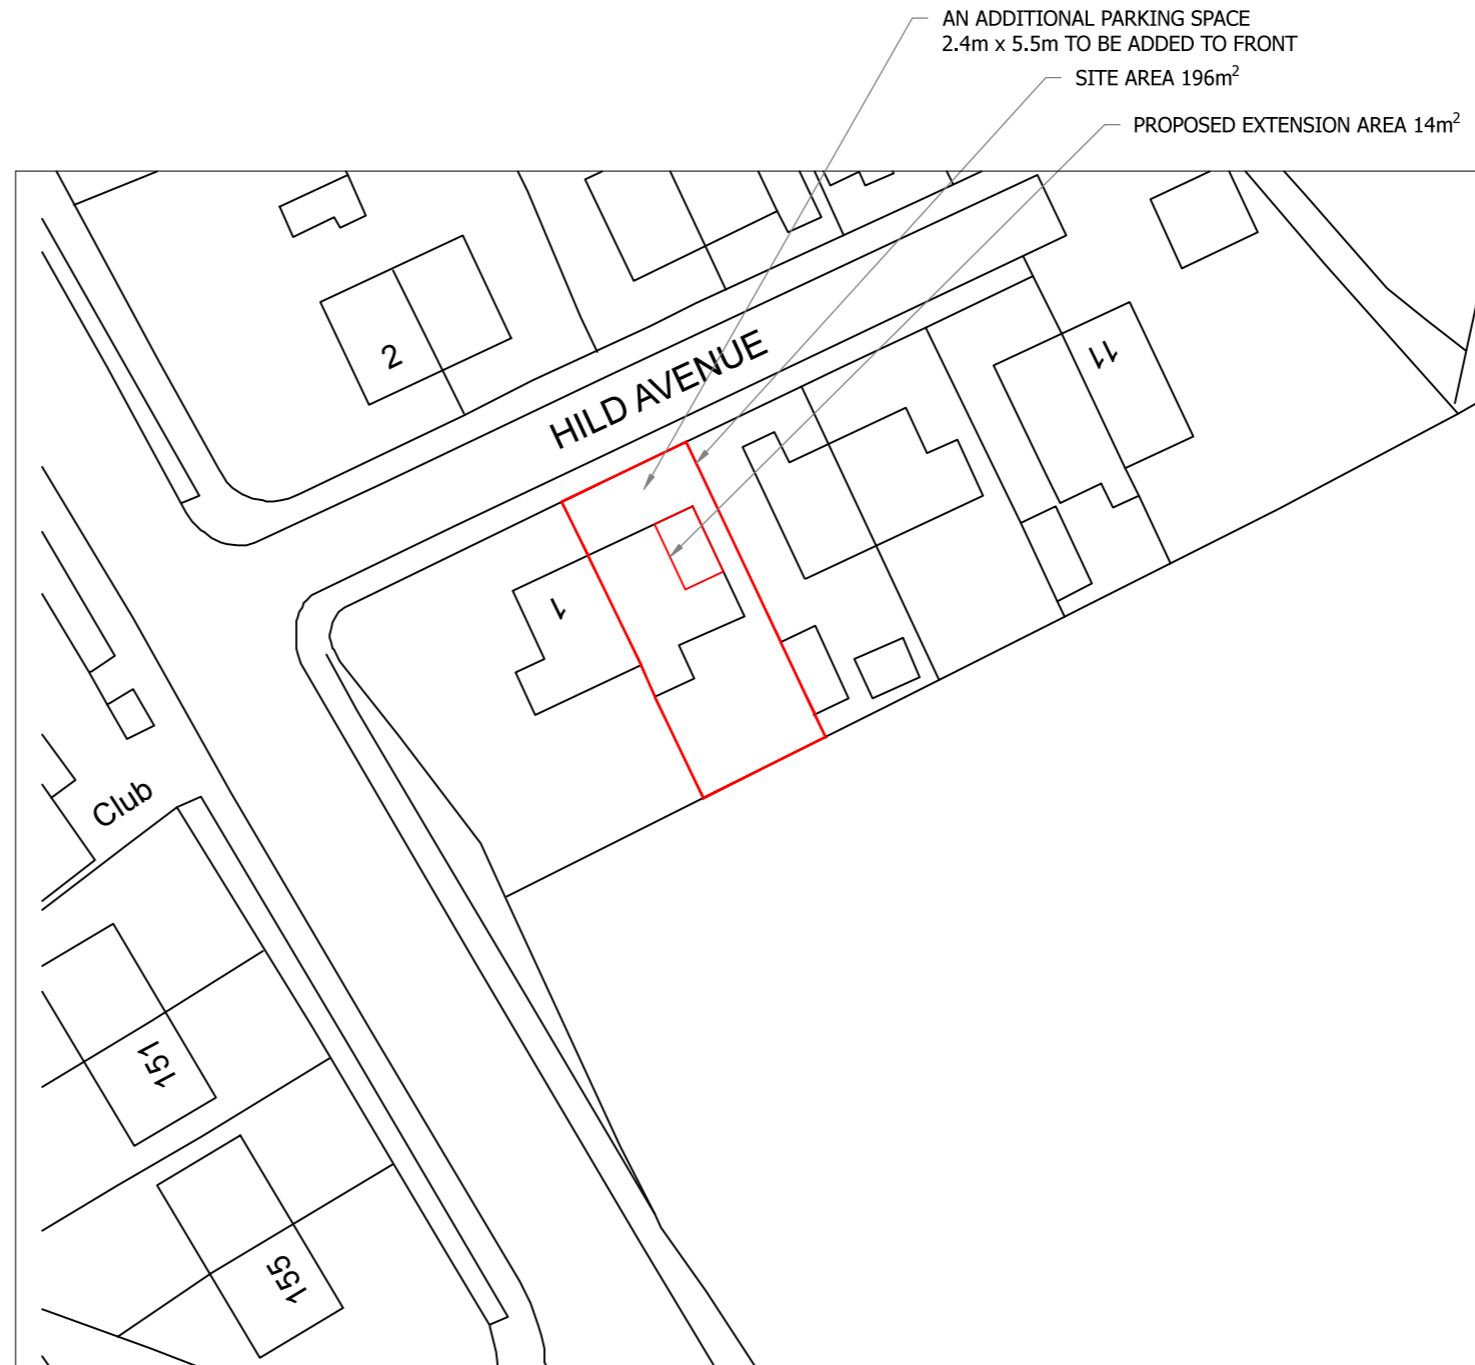 AN ADDITIONAL PARKING SPACE
2.4m x 5.5m TO BE ADDED TO FRONT
SITE AREA 196m²
PROPOSED EXTENSION AREA 14m²
2
HILD AVENUE
11
1
Club
151
155